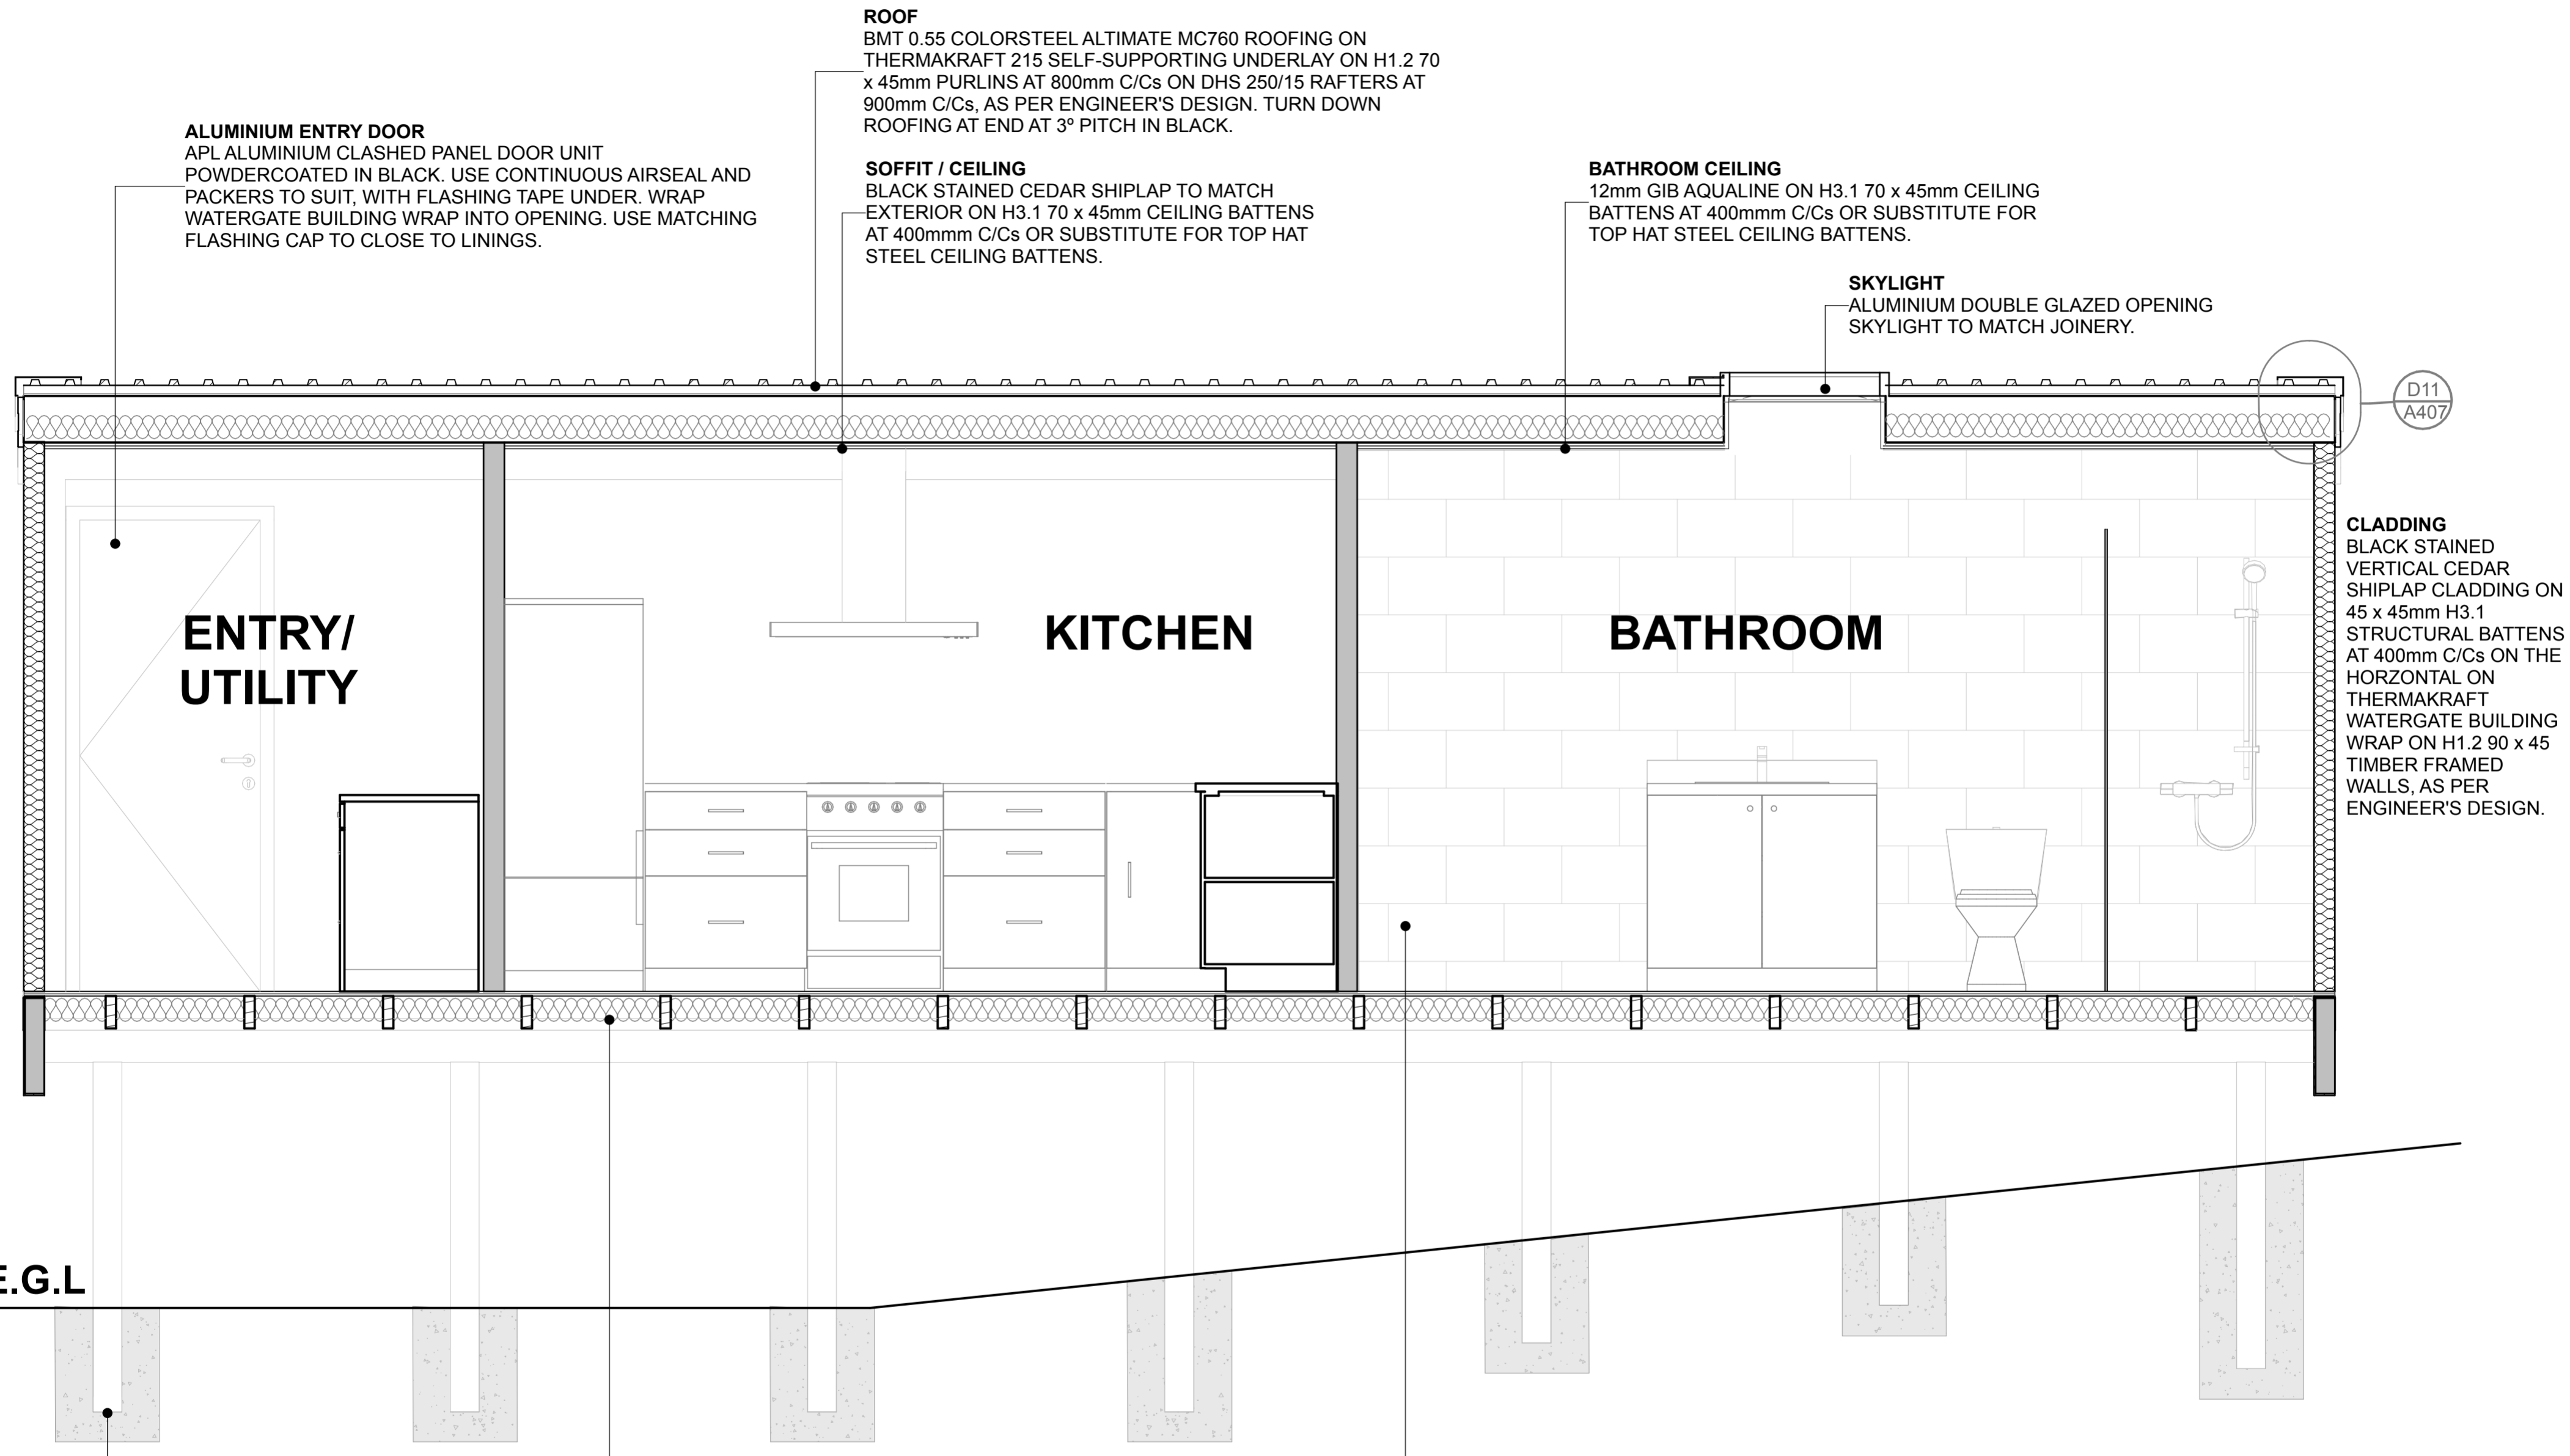 ROOF
BMT 0.55 COLORSTEEL ALTIMATE MC760 ROOFING ON
THERMAKRAFT 215 SELF-SUPPORTING UNDERLAY ON H1.2 70
x 45mm PURLINS AT 800mm C/Cs ON DHS 250/15 RAFTERS AT
900mm C/Cs, AS PER ENGINEER'S DESIGN. TURN DOWN
ROOFING AT END AT 3º PITCH IN BLACK.
ALUMINIUM ENTRY DOOR
APL ALUMINIUM CLASHED PANEL DOOR UNIT
POWDERCOATED IN BLACK. USE CONTINUOUS AIRSEAL AND
PACKERS TO SUIT, WITH FLASHING TAPE UNDER. WRAP
WATERGATE BUILDING WRAP INTO OPENING. USE MATCHING
FLASHING CAP TO CLOSE TO LININGS.
SOFFIT / CEILING
BLACK STAINED CEDAR SHIPLAP TO MATCH
EXTERIOR ON H3.1 70 x 45mm CEILING BATTENS
AT 400mmm C/Cs OR SUBSTITUTE FOR TOP HAT
STEEL CEILING BATTENS.
BATHROOM CEILING
12mm GIB AQUALINE ON H3.1 70 x 45mm CEILING
BATTENS AT 400mmm C/Cs OR SUBSTITUTE FOR
TOP HAT STEEL CEILING BATTENS.
SKYLIGHT
ALUMINIUM DOUBLE GLAZED OPENING
SKYLIGHT TO MATCH JOINERY.
D11
A407
CLADDING
BLACK STAINED
VERTICAL CEDAR
SHIPLAP CLADDING ON
45 x 45mm H3.1
STRUCTURAL BATTENS
AT 400mm C/Cs ON THE
HORZONTAL ON
THERMAKRAFT
WATERGATE BUILDING
WRAP ON H1.2 90 x 45
TIMBER FRAMED
WALLS, AS PER
ENGINEER'S DESIGN.
ENTRY/
UTILITY
KITCHEN
BATHROOM
E.G.L